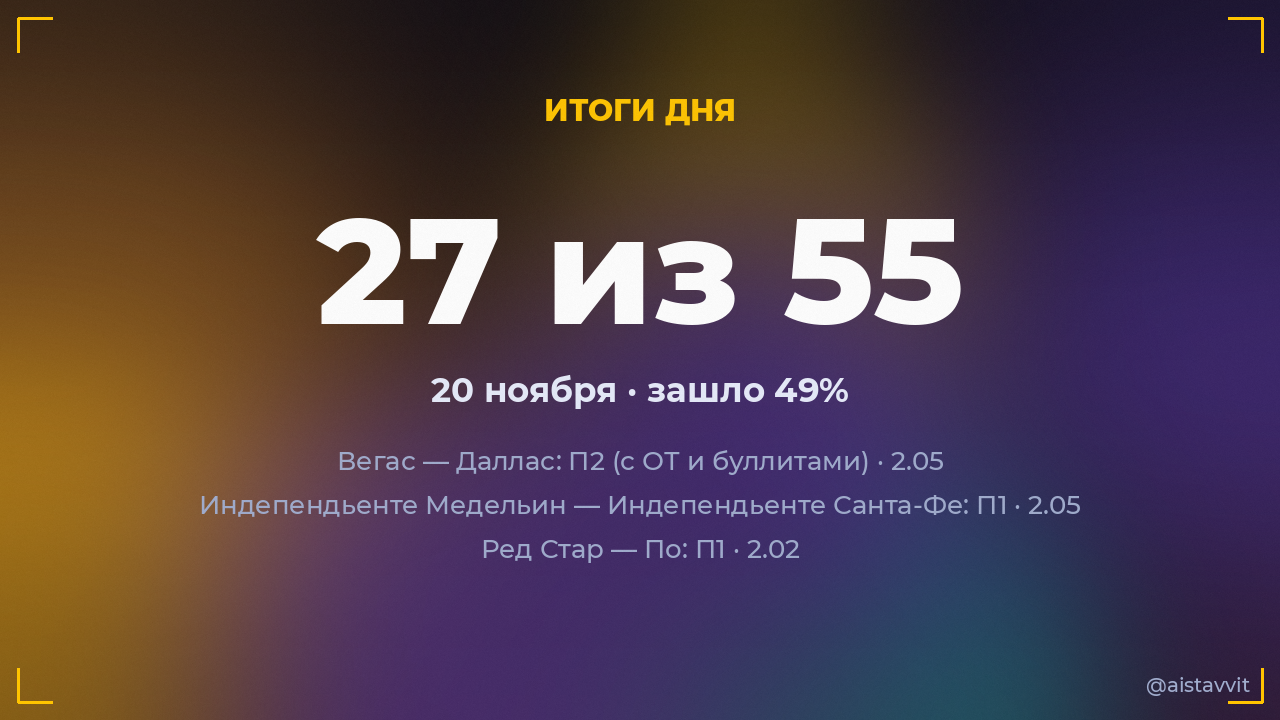 ИТОГИ ДНЯ
27 из 55
20 ноября · зашло 49%
Вегас — Даллас: П2 (с ОТ и буллитами) · 2.05
Индепендьенте Медельин — Индепендьенте Санта-Фе: П1 · 2.05
Ред Стар — По: П1 · 2.02
@aistavvit